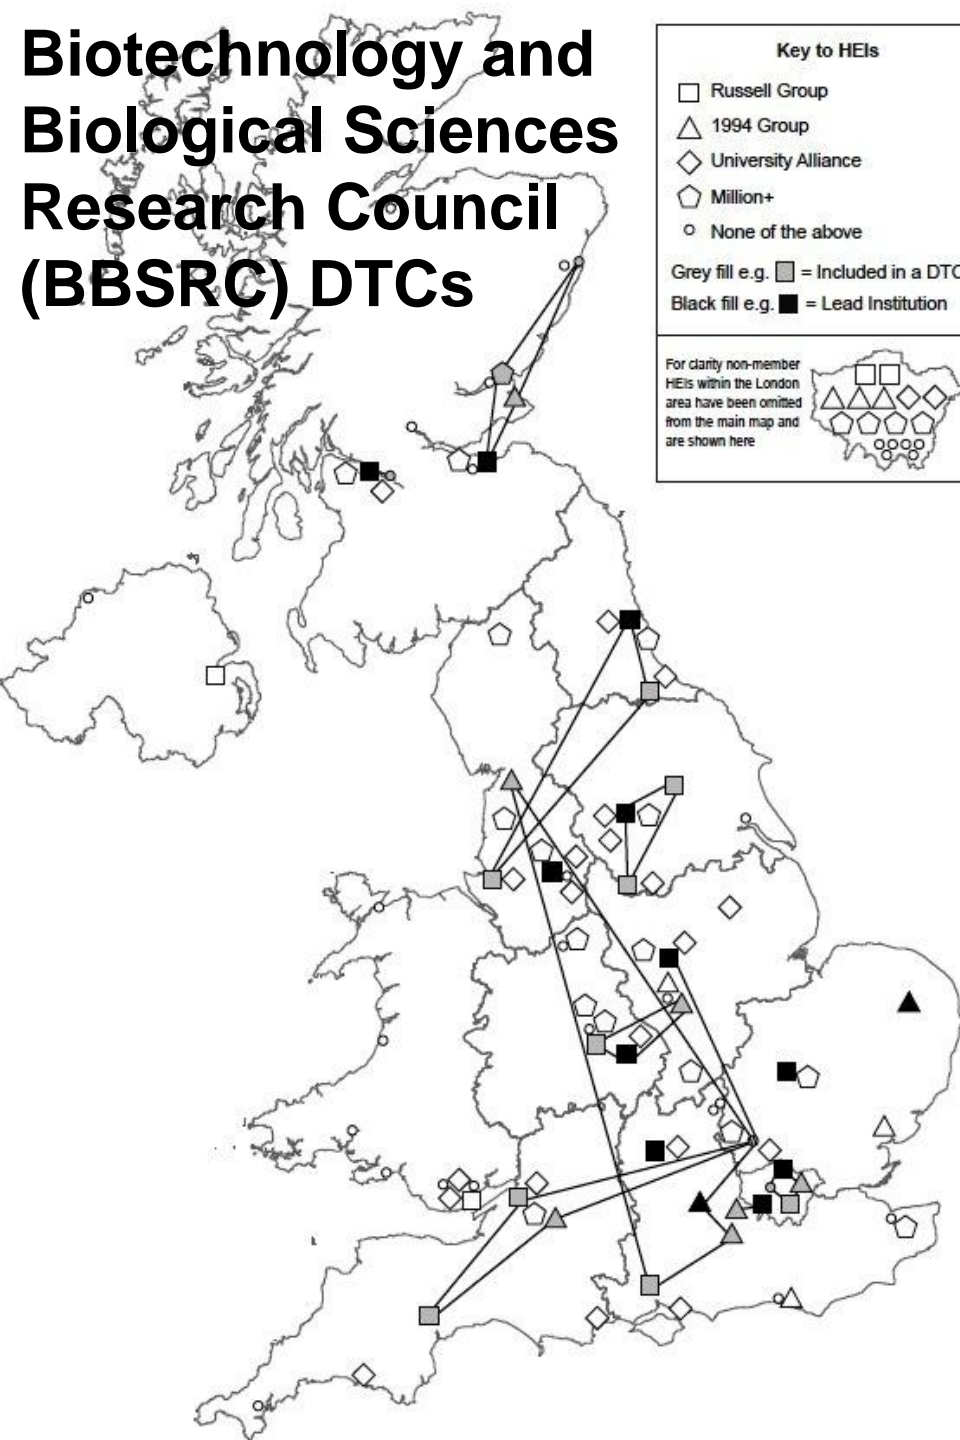 Biotechnology and
Biological Sciences
Research Council
(BBSRC) DTCs
Key to HEIs
Russell Group
1994 Group
University Alliance
Million+
None of the above
Grey fill e.g. = Included in a DTC
Black fill e.g. = Lead Institution
For clarity non-member
HEIs within the London
area have been omitted
from the main map and
are shown here